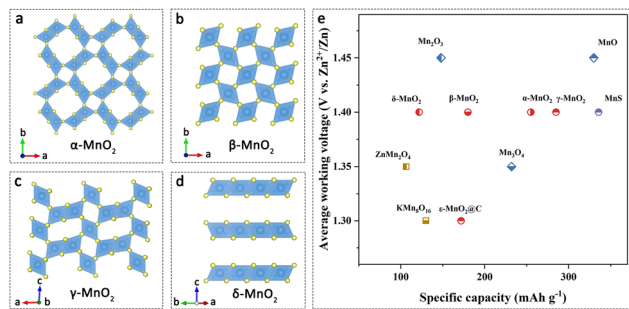 a
b
a
α-MnO₂
b
b
a
β-MnO₂
c
c
a
b
γ-MnO₂
d
c
b
a
δ-MnO₂
e
Average working voltage (V vs. Zn²⁺/Zn)
1.45
1.40
1.35
1.30
Mn₂O₃
MnO
δ-MnO₂
β-MnO₂
α-MnO₂
γ-MnO₂
MnS
ZnMn₂O₄
Mn₃O₄
KMn₈O₁₆
ε-MnO₂@C
100
200
300
Specific capacity (mAh g⁻¹)